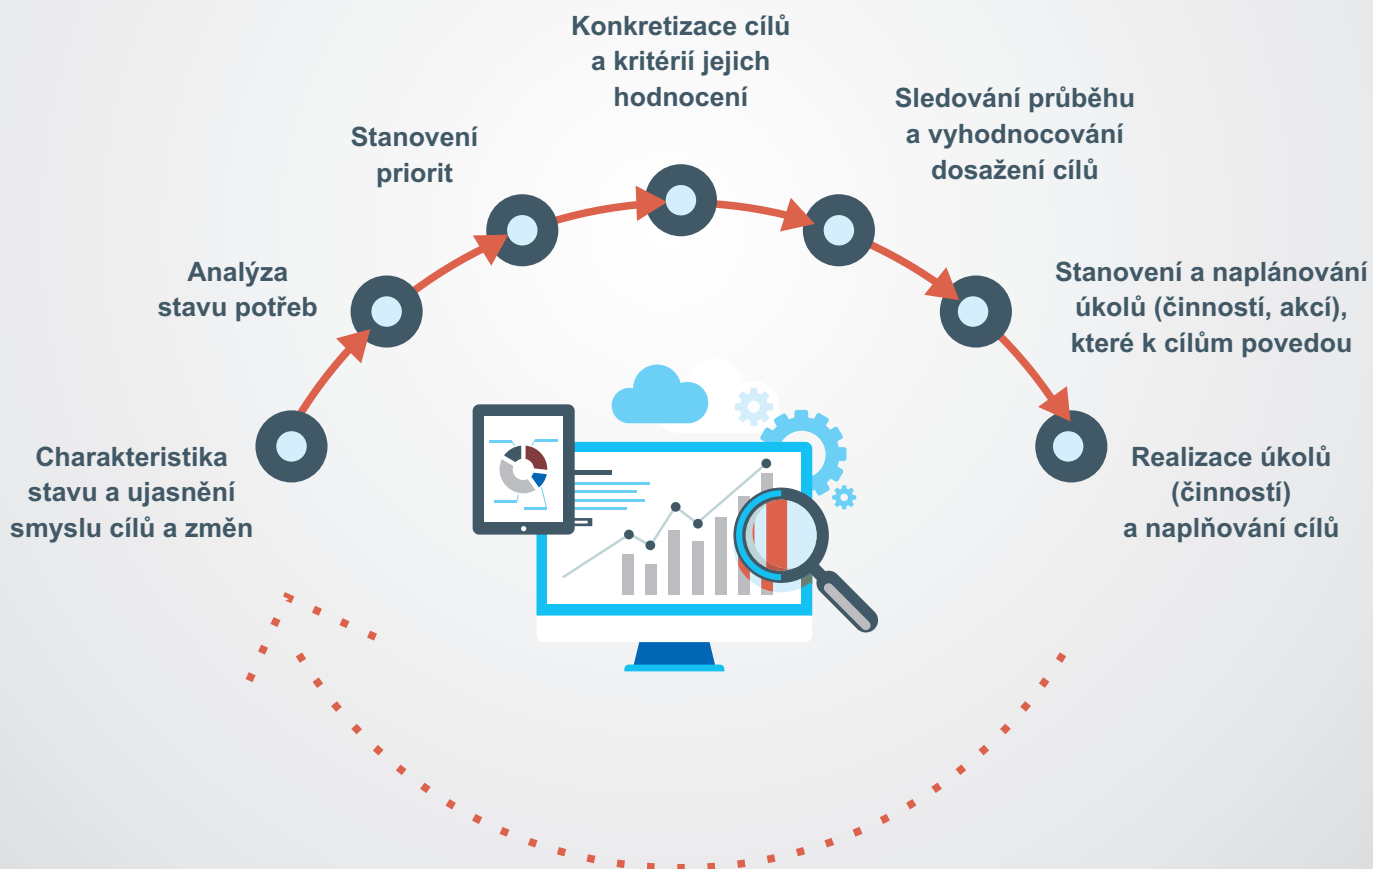 Charakteristika
stavu a ujasnění
smyslu cílů a změn
Analýza
stavu potřeb
Stanovení
priorit
Konkretizace cílů
a kritérií jejich
hodnocení
Sledování průběhu
a vyhodnocování
dosažení cílů
Stanovení a naplánování
úkolů (činností, akcí),
které k cílům povedou
Realizace úkolů
(činností)
a naplňování cílů